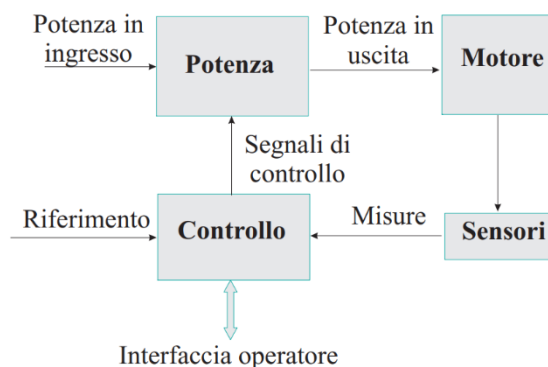 Potenza in
ingresso
Potenza
Potenza in
uscita
Motore
Segnali di
controllo
Riferimento
Controllo
Misure
Sensori
Interfaccia operatore